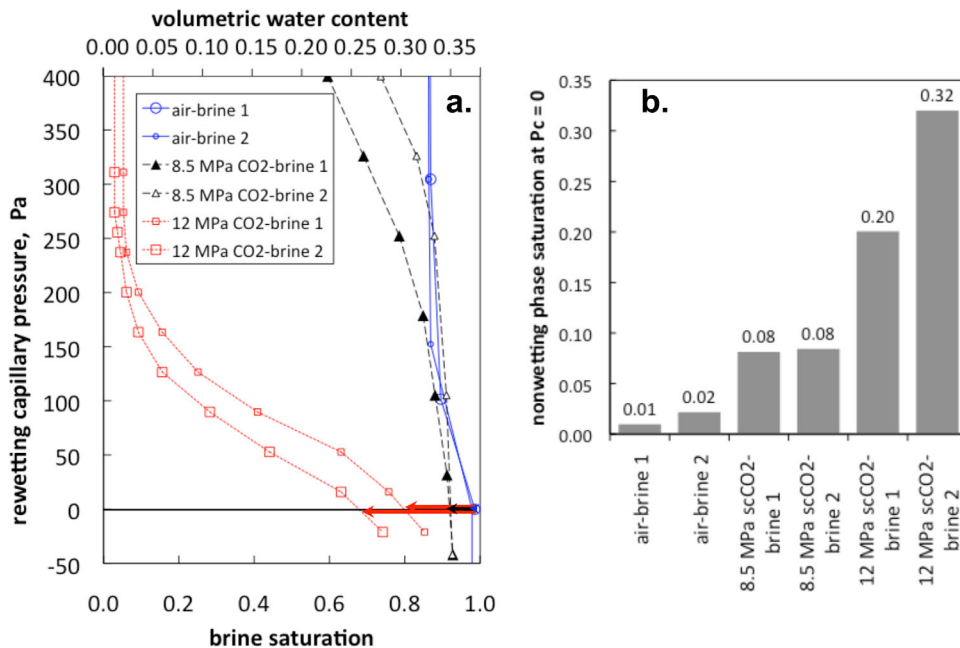 volumetric water content
0.00 0.05 0.10 0.15 0.20 0.25 0.30 0.35
400
350
300
250
200
150
100
50
0
-50
rewetting capillary pressure, Pa
a.
air-brine 1
air-brine 2
8.5 MPa CO2-brine 1
8.5 MPa CO2-brine 2
12 MPa CO2-brine 1
12 MPa CO2-brine 2
0.0 0.2 0.4 0.6 0.8 1.0
brine saturation
b.
nonwetting phase saturation at Pc = 0
0.35
0.30
0.25
0.20
0.15
0.10
0.05
0.00
0.01
0.02
0.08
0.08
0.20
0.32
air-brine 1
air-brine 2
8.5 MPa scCO2-
brine 1
8.5 MPa scCO2-
brine 2
12 MPa scCO2-
brine 1
12 MPa scCO2-
brine 2